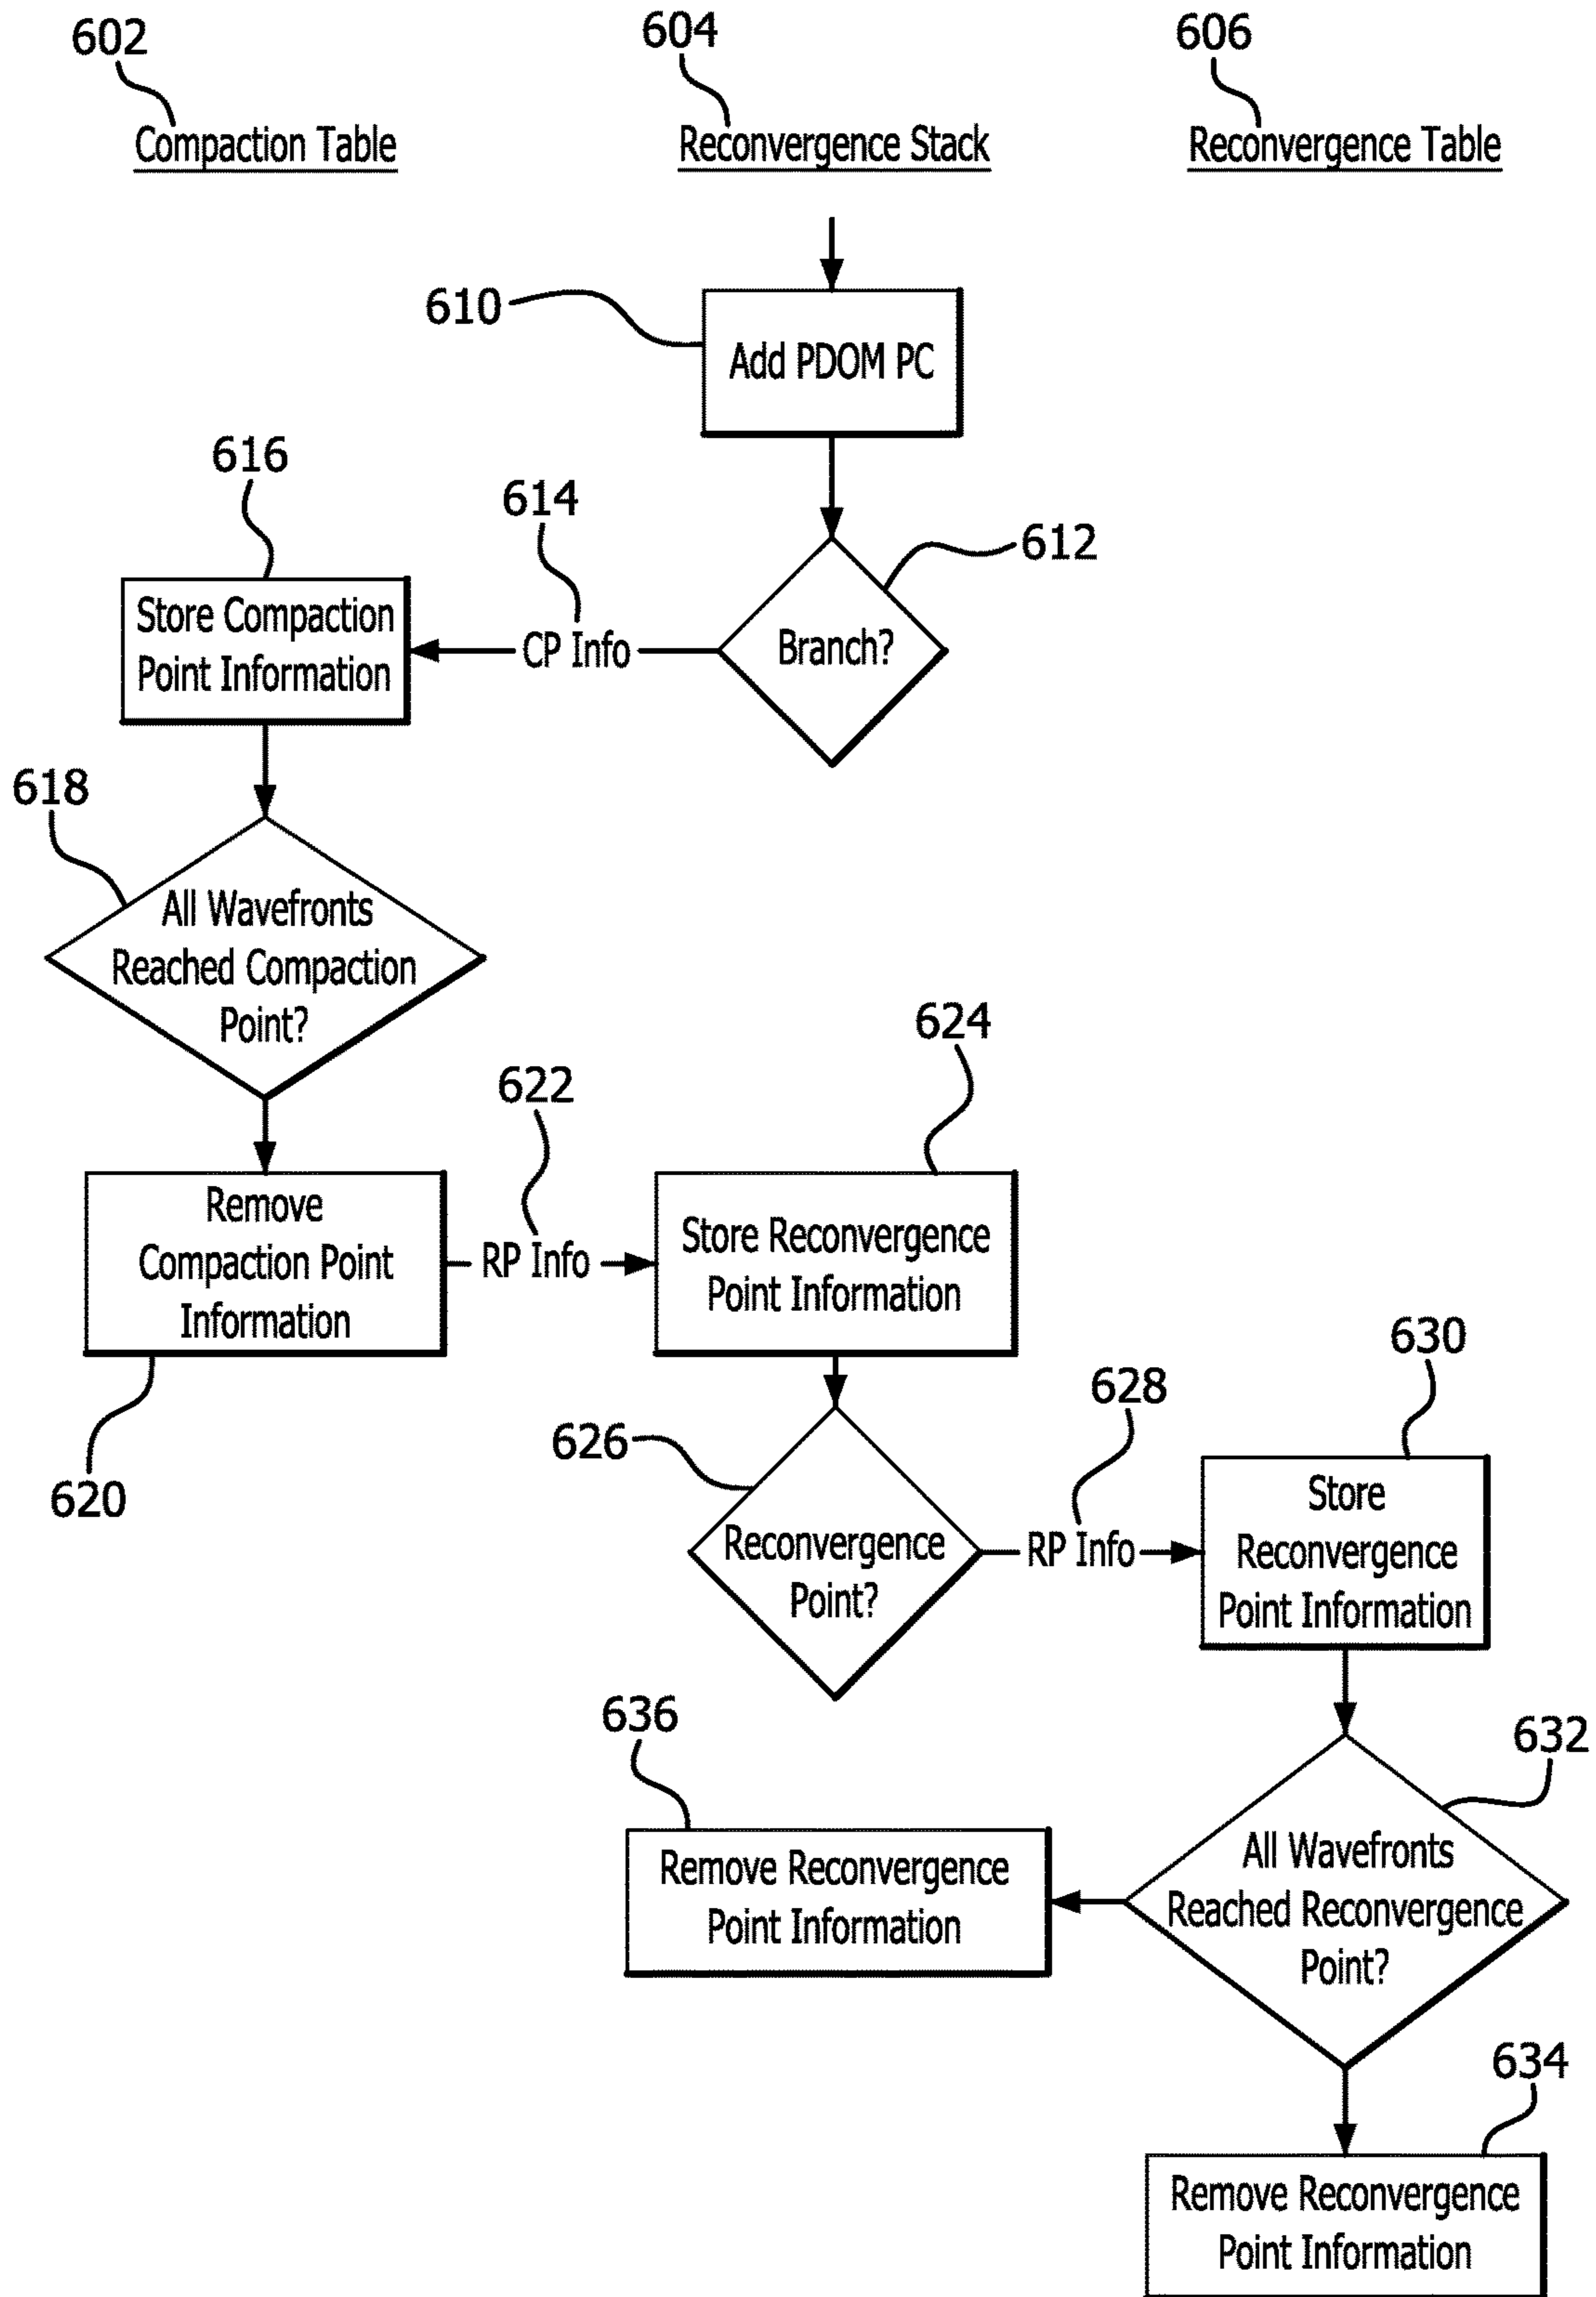 602
604
606
Compaction Table
Reconvergence Stack
Reconvergence Table
610
Add PDOM PC
616
614
612
Store Compaction
Point Information
CP Info
Branch?
618
All Wavefronts
Reached Compaction
Point?
624
622
Remove
Compaction Point
Information
RP Info
Store Reconvergence
Point Information
620
630
628
626
Reconvergence
Point?
RP Info
Store
Reconvergence
Point Information
636
632
Remove Reconvergence
Point Information
All Wavefronts
Reached Reconvergence
Point?
634
Remove Reconvergence
Point Information